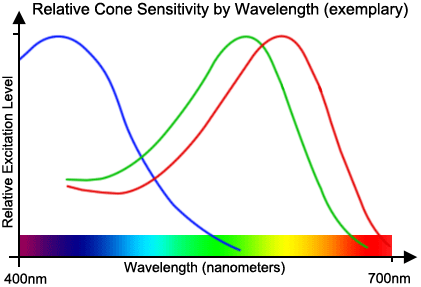 Relative Cone Sensitivity by Wavelength (exemplary)
Relative Excitation Level
Wavelength (nanometers)
400nm
700nm